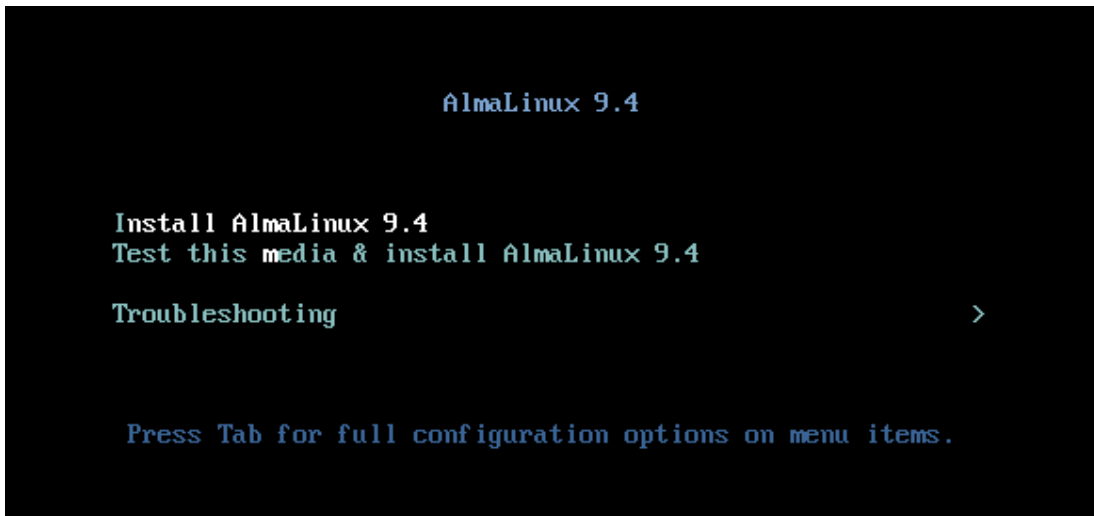 AlmaLinux 9.4
Install AlmaLinux 9.4
Test this media & install AlmaLinux 9.4
Troubleshooting >
Press Tab for full configuration options on menu items.